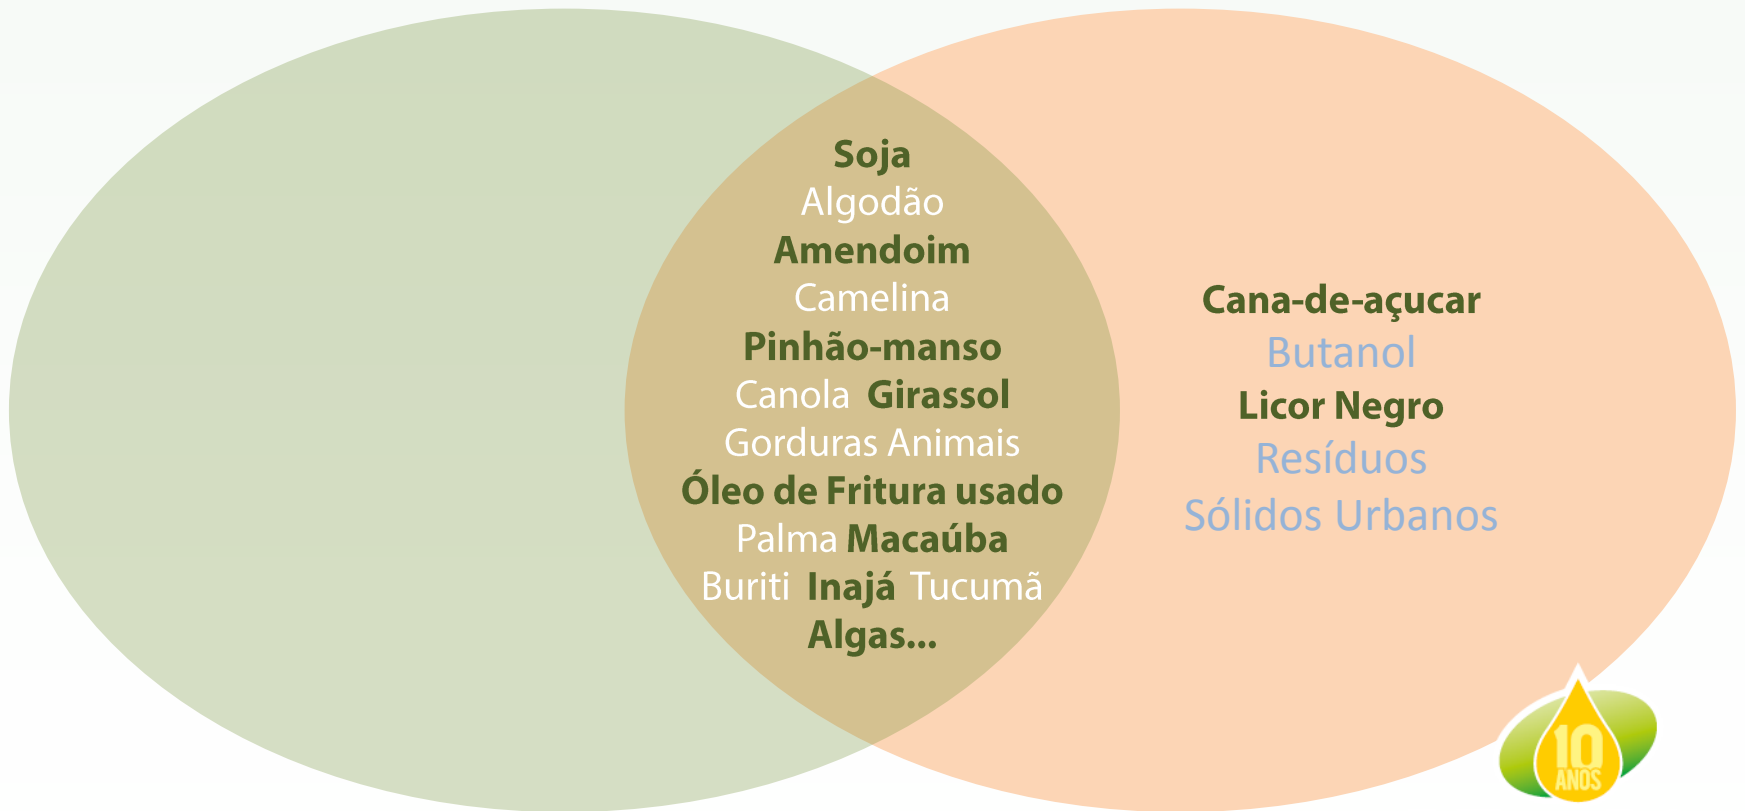 Soja
Algodão
Amendoim
Camelina
Pinhão-manso
Canola Girassol
Gorduras Animais
Óleo de Fritura usado
Palma Macaúba
Buriti Inajá Tucumã
Algas...
Cana-de-açucar
Butanol
Licor Negro
Resíduos
Sólidos Urbanos
10
ANOS